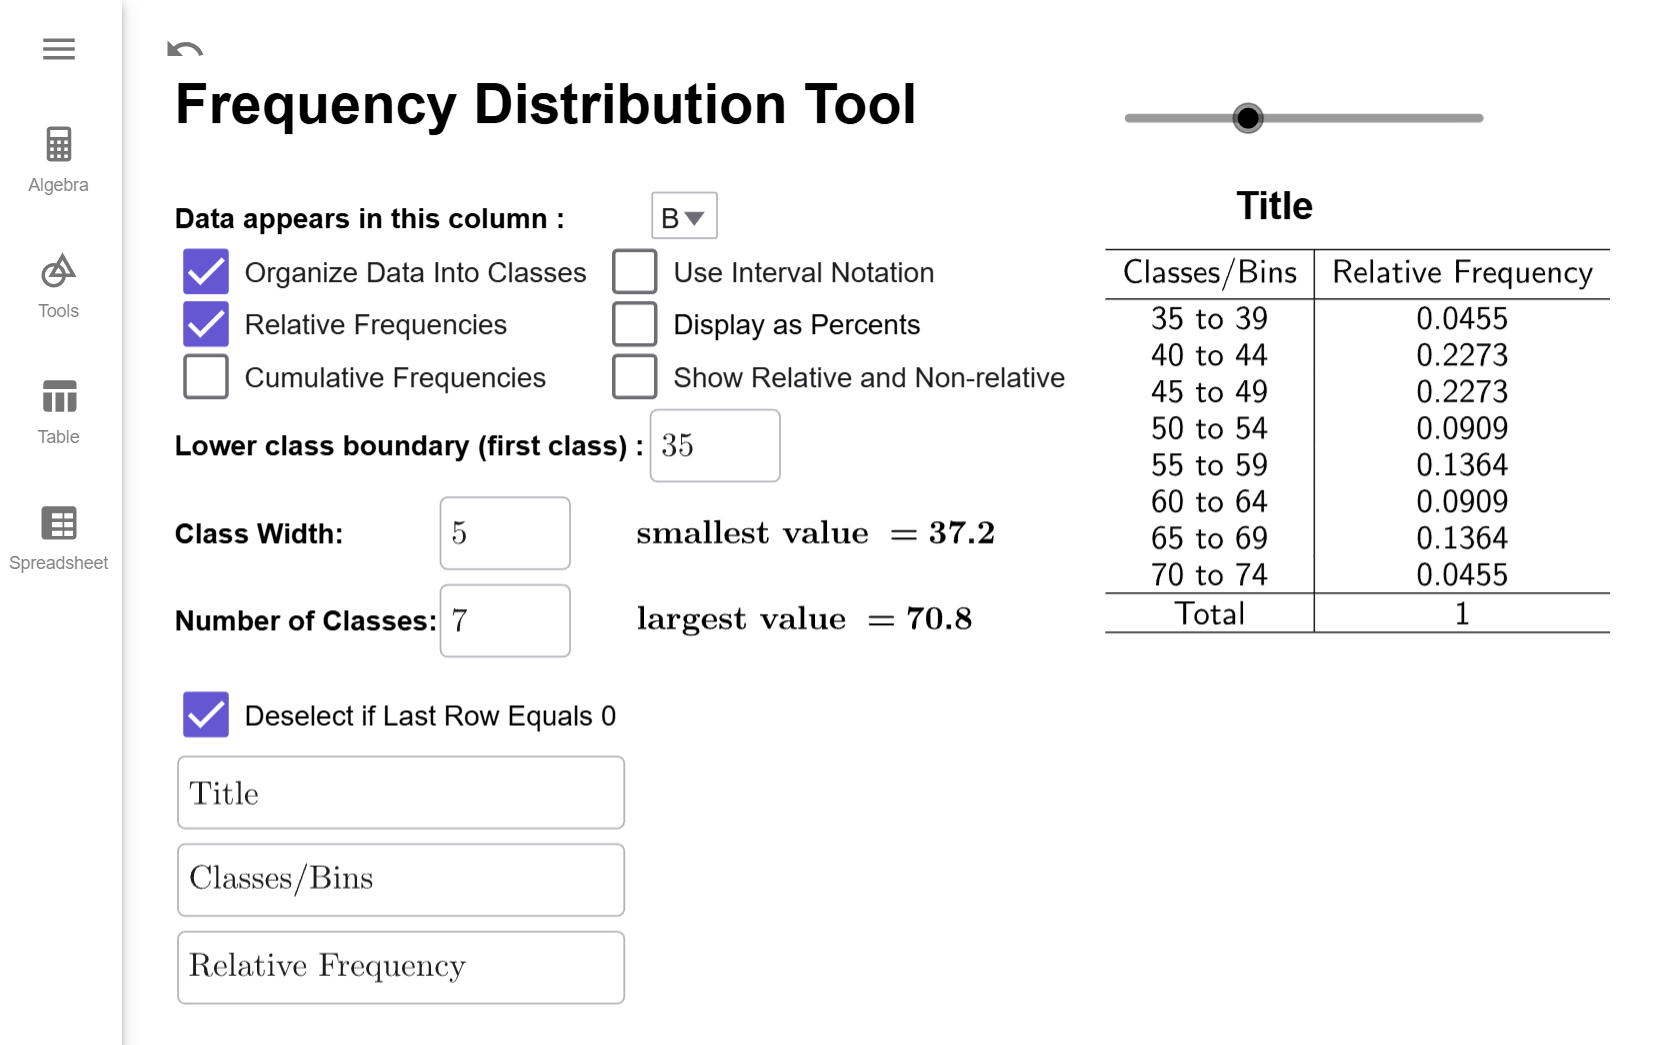 Algebra
Tools
Table
Spreadsheet
Frequency Distribution Tool
Data appears in this column : B
Organize Data Into Classes
Use Interval Notation
Relative Frequencies
Display as Percents
Cumulative Frequencies
Show Relative and Non-relative
Lower class boundary (first class) : 35
Class Width: 5
smallest value = 37.2
Number of Classes: 7
largest value = 70.8
Deselect if Last Row Equals 0
Title
Classes/Bins
Relative Frequency
Title
Classes/Bins Relative Frequency
35 to 39 0.0455
40 to 44 0.2273
45 to 49 0.2273
50 to 54 0.0909
55 to 59 0.1364
60 to 64 0.0909
65 to 69 0.1364
70 to 74 0.0455
Total 1